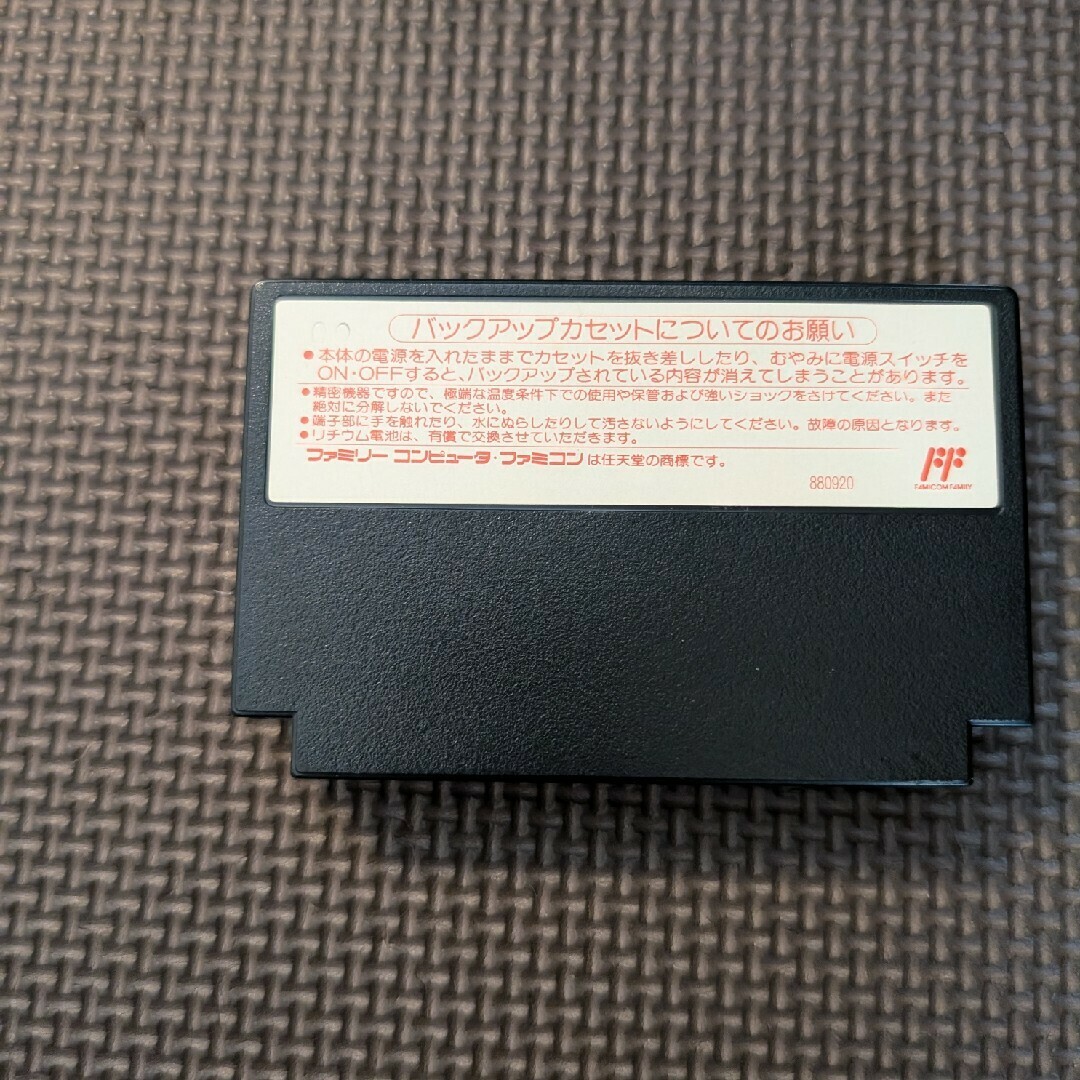 バックアップカセットについてのお願い
●本体の電源を入れたままでカセットを抜き差ししたり、むやみに電源スイッチを
ON・OFFすると、バックアップされている内容が消えてしまうことがあります。
●精密機器ですので、極端な温度条件下での使用や保管および強いショックをさけてください。また
絶対に分解しないでください。
●端子部に手を触れたり、水にぬらしたりして汚さないようにしてください。故障の原因となります。
●リチウム電池は、有償で交換させていただきます。
ファミリー コンピュータ・ファミコンは任天堂の商標です。
880920
FF
FAMICOM FAMILY